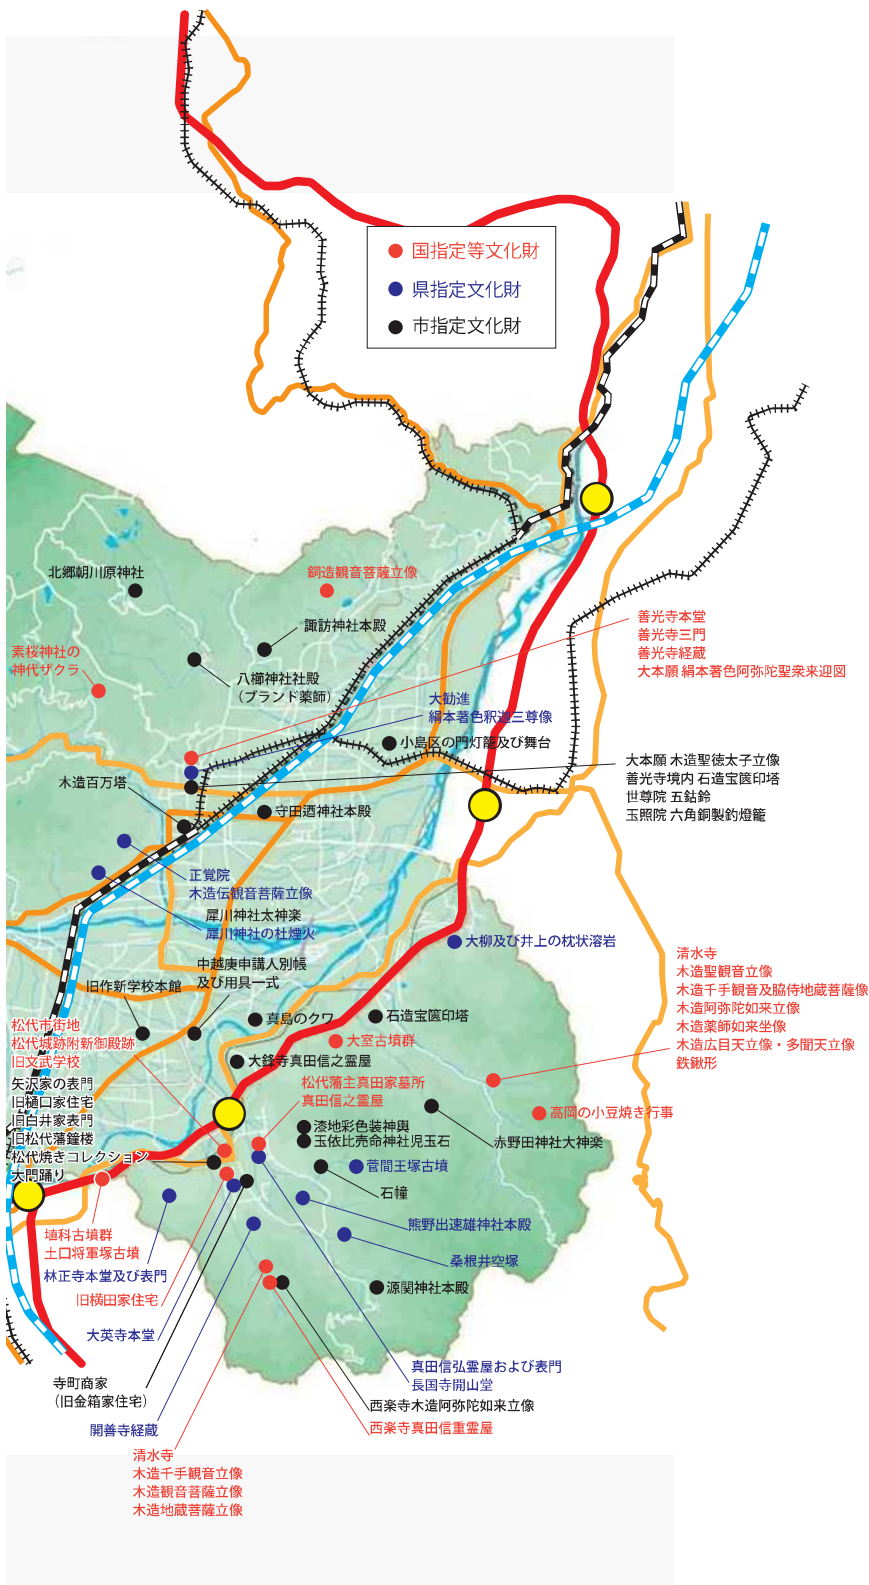 国指定等文化財
県指定文化財
市指定文化財
北郷朝川原神社
銅造観音菩薩立像
諏訪神社本殿
素桜神社の
神代ザクラ
八櫛神社社殿
（ブランド薬師）
善光寺本堂
善光寺三門
善光寺経蔵
大本願 絹本著色阿弥陀聖衆来迎図
大勧進
絹本著色釈迦三尊像
小島区の門灯籠及び舞台
木造百万塔
大本願 木造聖徳太子立像
善光寺境内 石造宝篋印塔
世尊院 五鈷鈴
玉照院 六角銅製釣燈籠
守田迺神社本殿
正覚院
木造伝観音菩薩立像
犀川神社太神楽
犀川神社の杜煙火
大柳及び井上の枕状溶岩
中越庚申講人別帳
及び用具一式
旧作新学校本館
清水寺
木造聖観音立像
木造千手観音及脇侍地蔵菩薩像
木造阿弥陀如来立像
木造薬師如来坐像
木造広目天立像・多聞天立像
鉄鍬形
真島のクワ
石造宝篋印塔
松代市街地
松代城跡附新御殿跡
旧文武学校
大室古墳群
大鋒寺真田信之霊屋
矢沢家の表門
旧樋口家住宅
旧白井家表門
旧松代藩鐘楼
松代焼きコレクション
大門踊り
松代藩主真田家墓所
真田信之霊屋
高岡の小豆焼き行事
漆地彩色装神輿
玉依比売命神社児玉石
赤野田神社大神楽
菅間王塚古墳
石幢
熊野出速雄神社本殿
埴科古墳群
土口将軍塚古墳
桑根井空塚
林正寺本堂及び表門
源関神社本殿
旧横田家住宅
大英寺本堂
真田信弘霊屋および表門
長国寺開山堂
寺町商家
（旧金箱家住宅）
西楽寺木造阿弥陀如来立像
開善寺経蔵
西楽寺真田信重霊屋
清水寺
木造千手観音立像
木造観音菩薩立像
木造地蔵菩薩立像